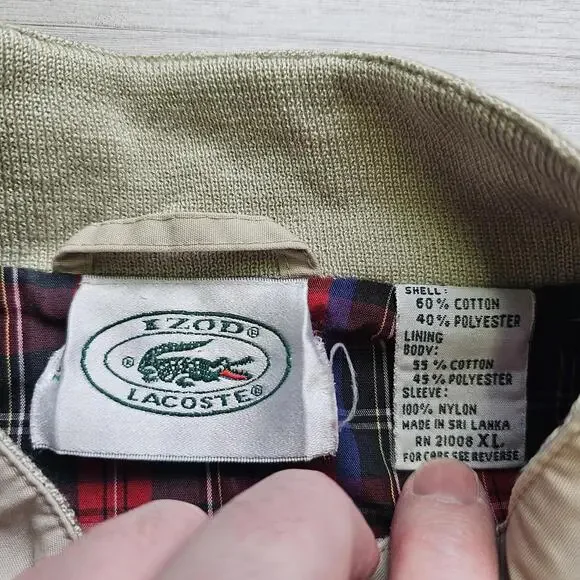 IZOD®
LACOSTE®
SHELL:
60% COTTON
40% POLYESTER
LINING
BODY:
55% COTTON
45% POLYESTER
SLEEVE:
100% NYLON
MADE IN SRI LANKA
RN 21008 XL
FOR CARE SEE REVERSE